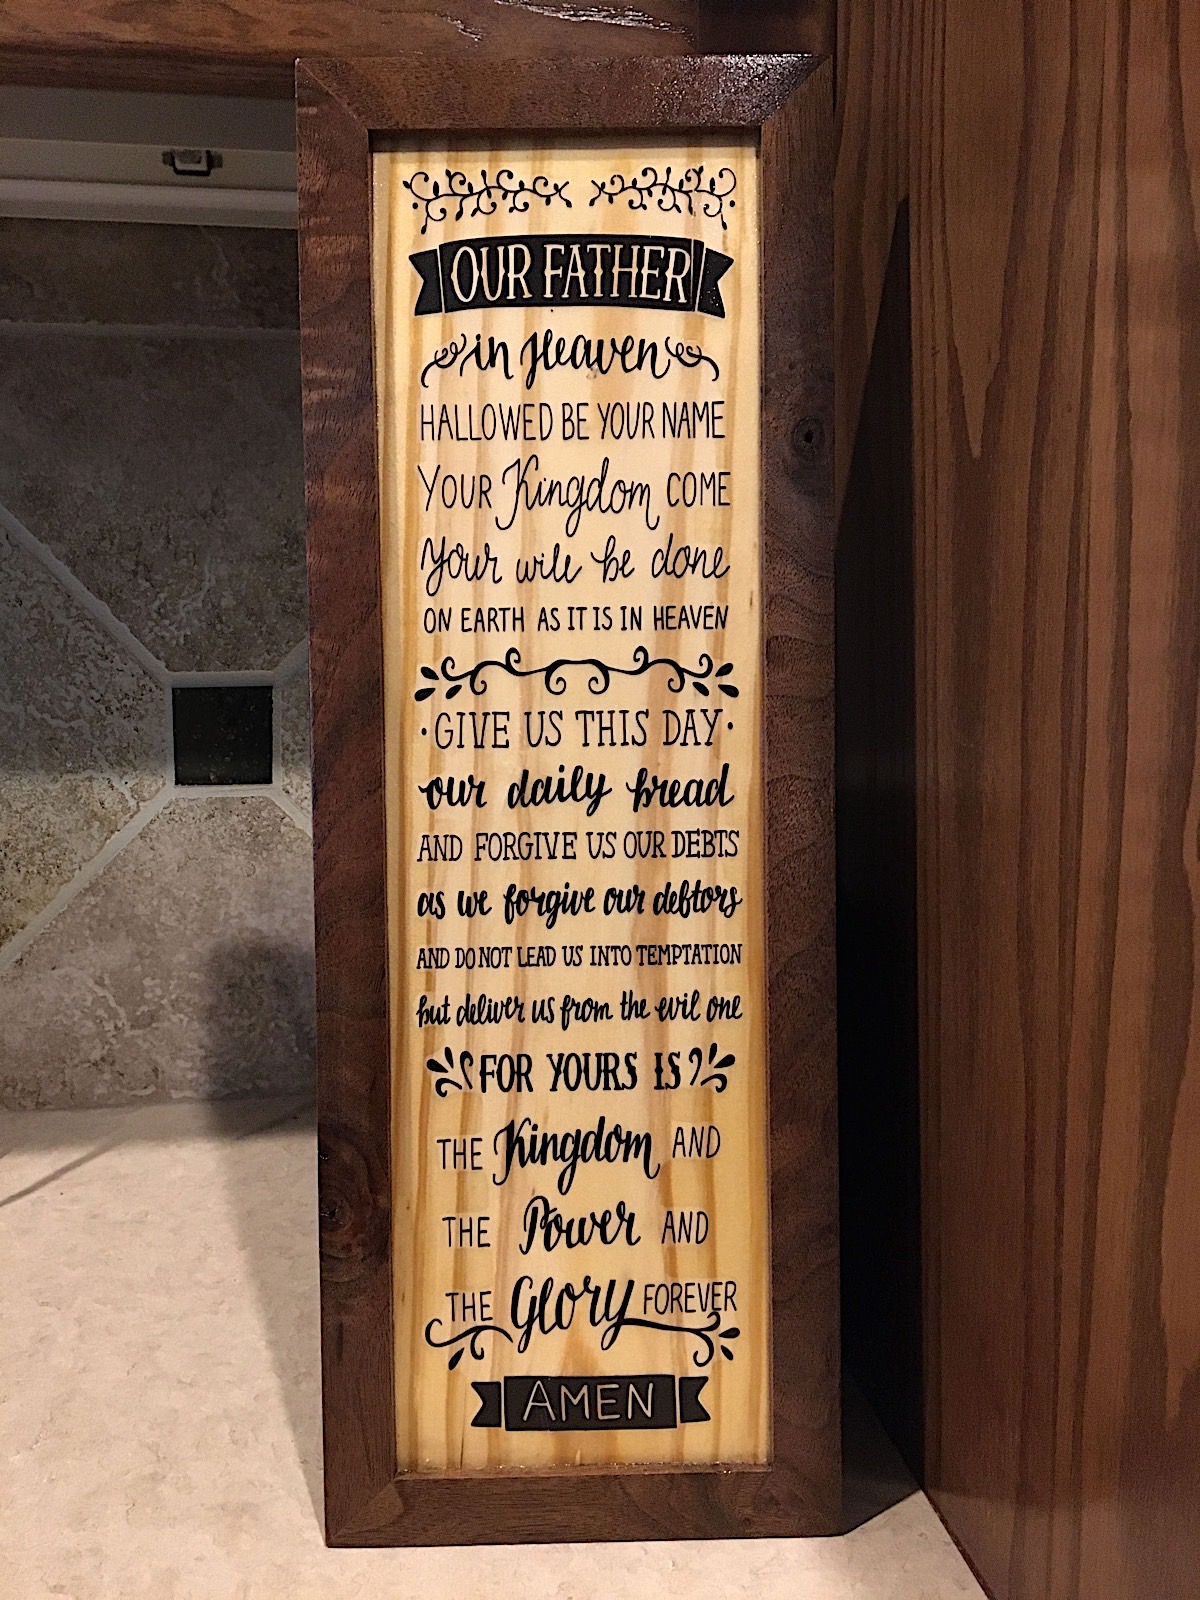 OUR FATHER
in Heaven
HALLOWED BE YOUR NAME
YOUR Kingdom COME
Your will be done
ON EARTH AS IT IS IN HEAVEN
·GIVE US THIS DAY·
our daily bread
AND FORGIVE US OUR DEBTS
as we forgive our debtors
AND DO NOT LEAD US INTO TEMPTATION
but deliver us from the evil one
FOR YOURS IS
THE Kingdom AND
THE Power AND
THE Glory FOREVER
AMEN